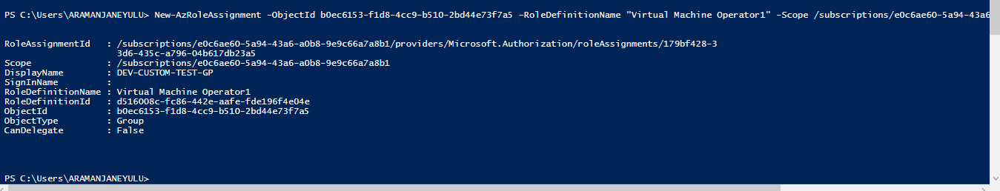 PS C:\Users\ARAMANJANEYULU> New-AzRoleAssignment -ObjectId b0ec6153-f1d8-4cc9-b510-2bd44e73f7a5 -RoleDefinitionName "Virtual Machine Operator1" -Scope /subscriptions/e0c6ae60-5a94-43a6
RoleAssignmentId   : /subscriptions/e0c6ae60-5a94-43a6-a0b8-9e9c66a7a8b1/providers/Microsoft.Authorization/roleAssignments/179bf428-3
3d6-435c-a796-04b617db23a5
Scope              : /subscriptions/e0c6ae60-5a94-43a6-a0b8-9e9c66a7a8b1
DisplayName        : DEV-CUSTOM-TEST-GP
SignInName         :
RoleDefinitionName : Virtual Machine Operator1
RoleDefinitionId   : d516008c-fc86-442e-aafe-fde196f4e04e
ObjectId           : b0ec6153-f1d8-4cc9-b510-2bd44e73f7a5
ObjectType         : Group
CanDelegate        : False
PS C:\Users\ARAMANJANEYULU>